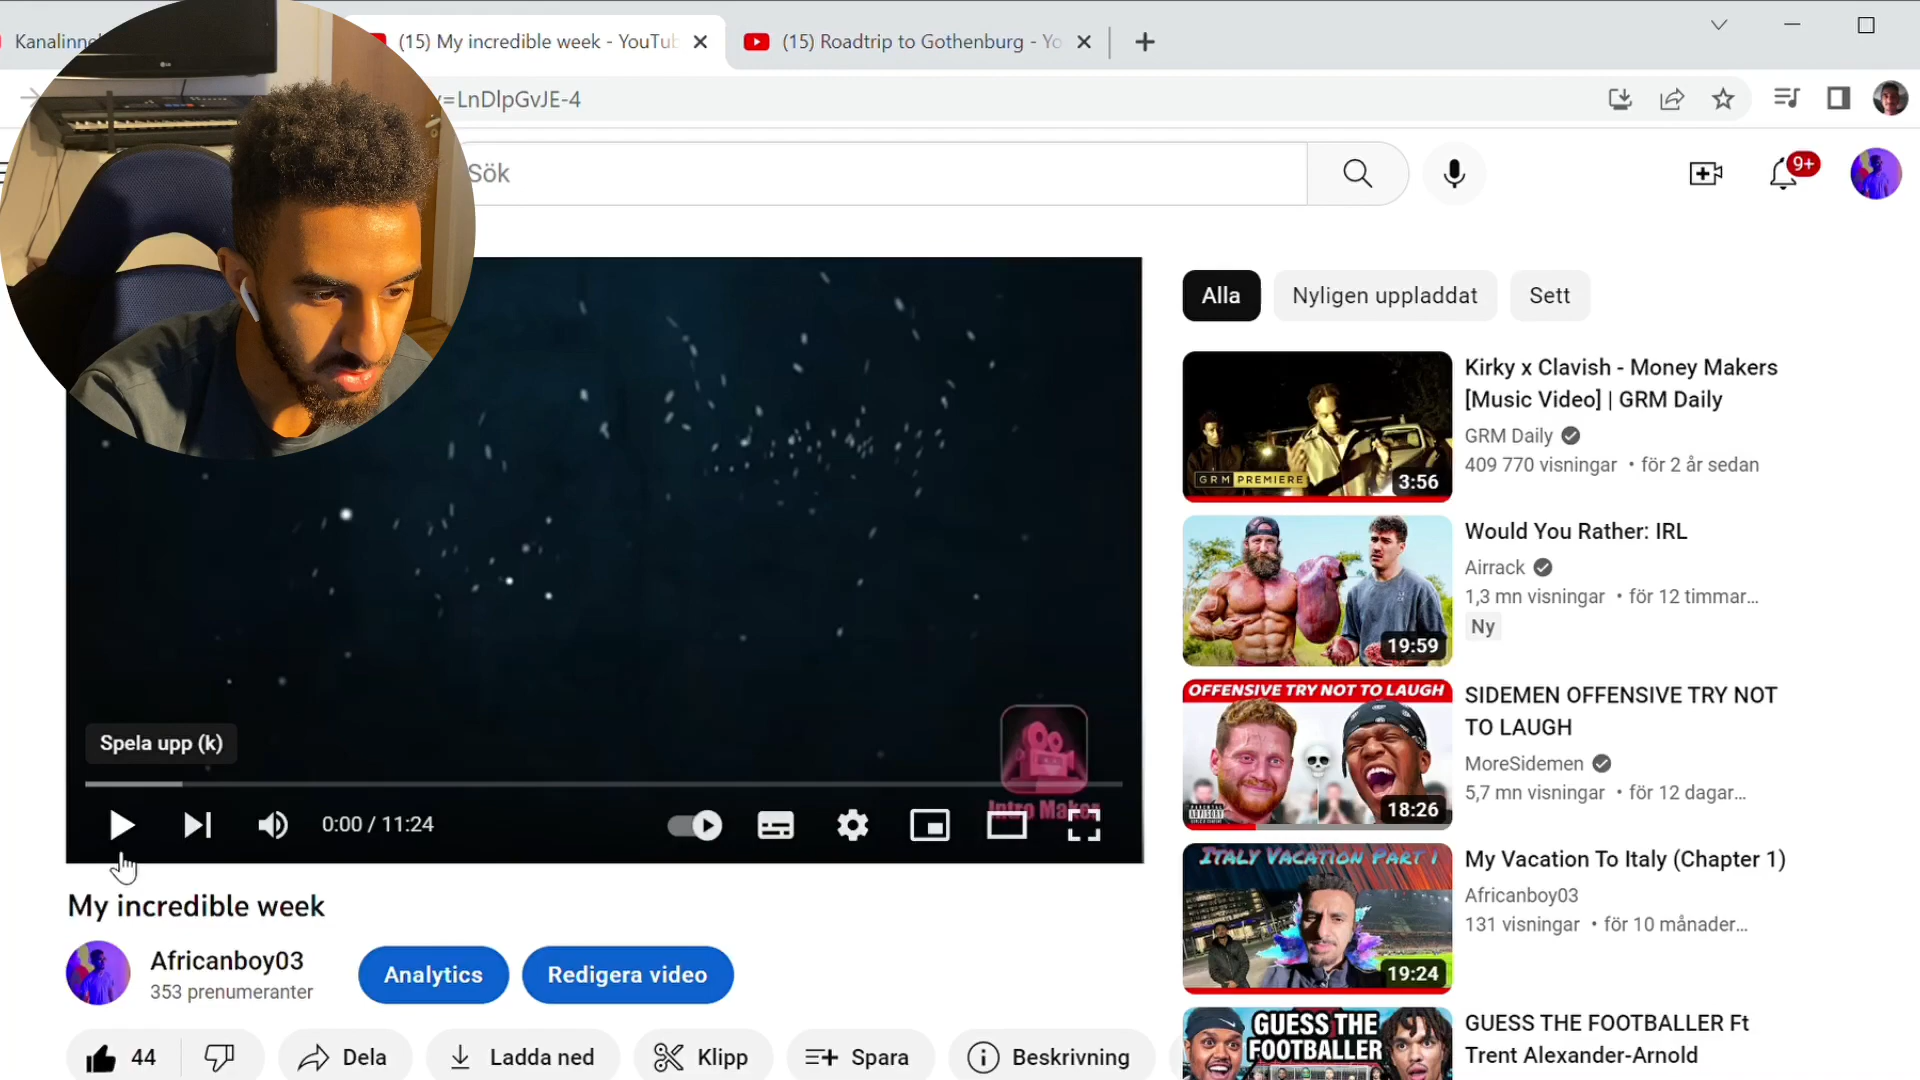 Kanalinne
(15) My incredible week - YouTub
(15) Roadtrip to Gothenburg - Yo
v=LnDlpGvJE-4
Sök
9+
Alla
Nyligen uppladdat
Sett
Kirky x Clavish - Money Makers
[Music Video] | GRM Daily
GRM Daily
409 770 visningar • för 2 år sedan
GRM PREMIERE
3:56
Would You Rather: IRL
Airrack
1,3 mn visningar • för 12 timmar...
Ny
19:59
OFFENSIVE TRY NOT TO LAUGH
SIDEMEN OFFENSIVE TRY NOT
TO LAUGH
MoreSidemen
5,7 mn visningar • för 12 dagar...
18:26
ITALY VACATION PART 1
My Vacation To Italy (Chapter 1)
Africanboy03
131 visningar • för 10 månader...
19:24
GUESS THE
FOOTBALLER
GUESS THE FOOTBALLER Ft
Trent Alexander-Arnold
Spela upp (k)
Intro Maker
0:00 / 11:24
My incredible week
Africanboy03
353 prenumeranter
Analytics
Redigera video
44
Dela
Ladda ned
Klipp
Spara
Beskrivning